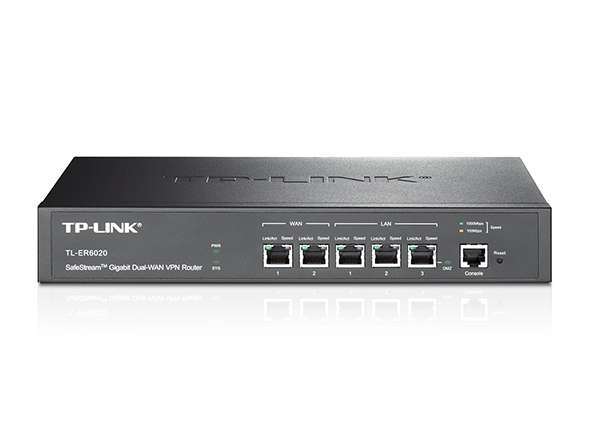 TP-LINK
TP-LINK®
TL-ER6020
SafeStream™ Gigabit Dual-WAN VPN Router
PWR
SYS
WAN LAN
Link/Act Speed Link/Act Speed Link/Act Speed Link/Act Speed Link/Act Speed
1 2 1 2 3
DMZ
1000Mbps
100Mbps
Speed
Console
Reset